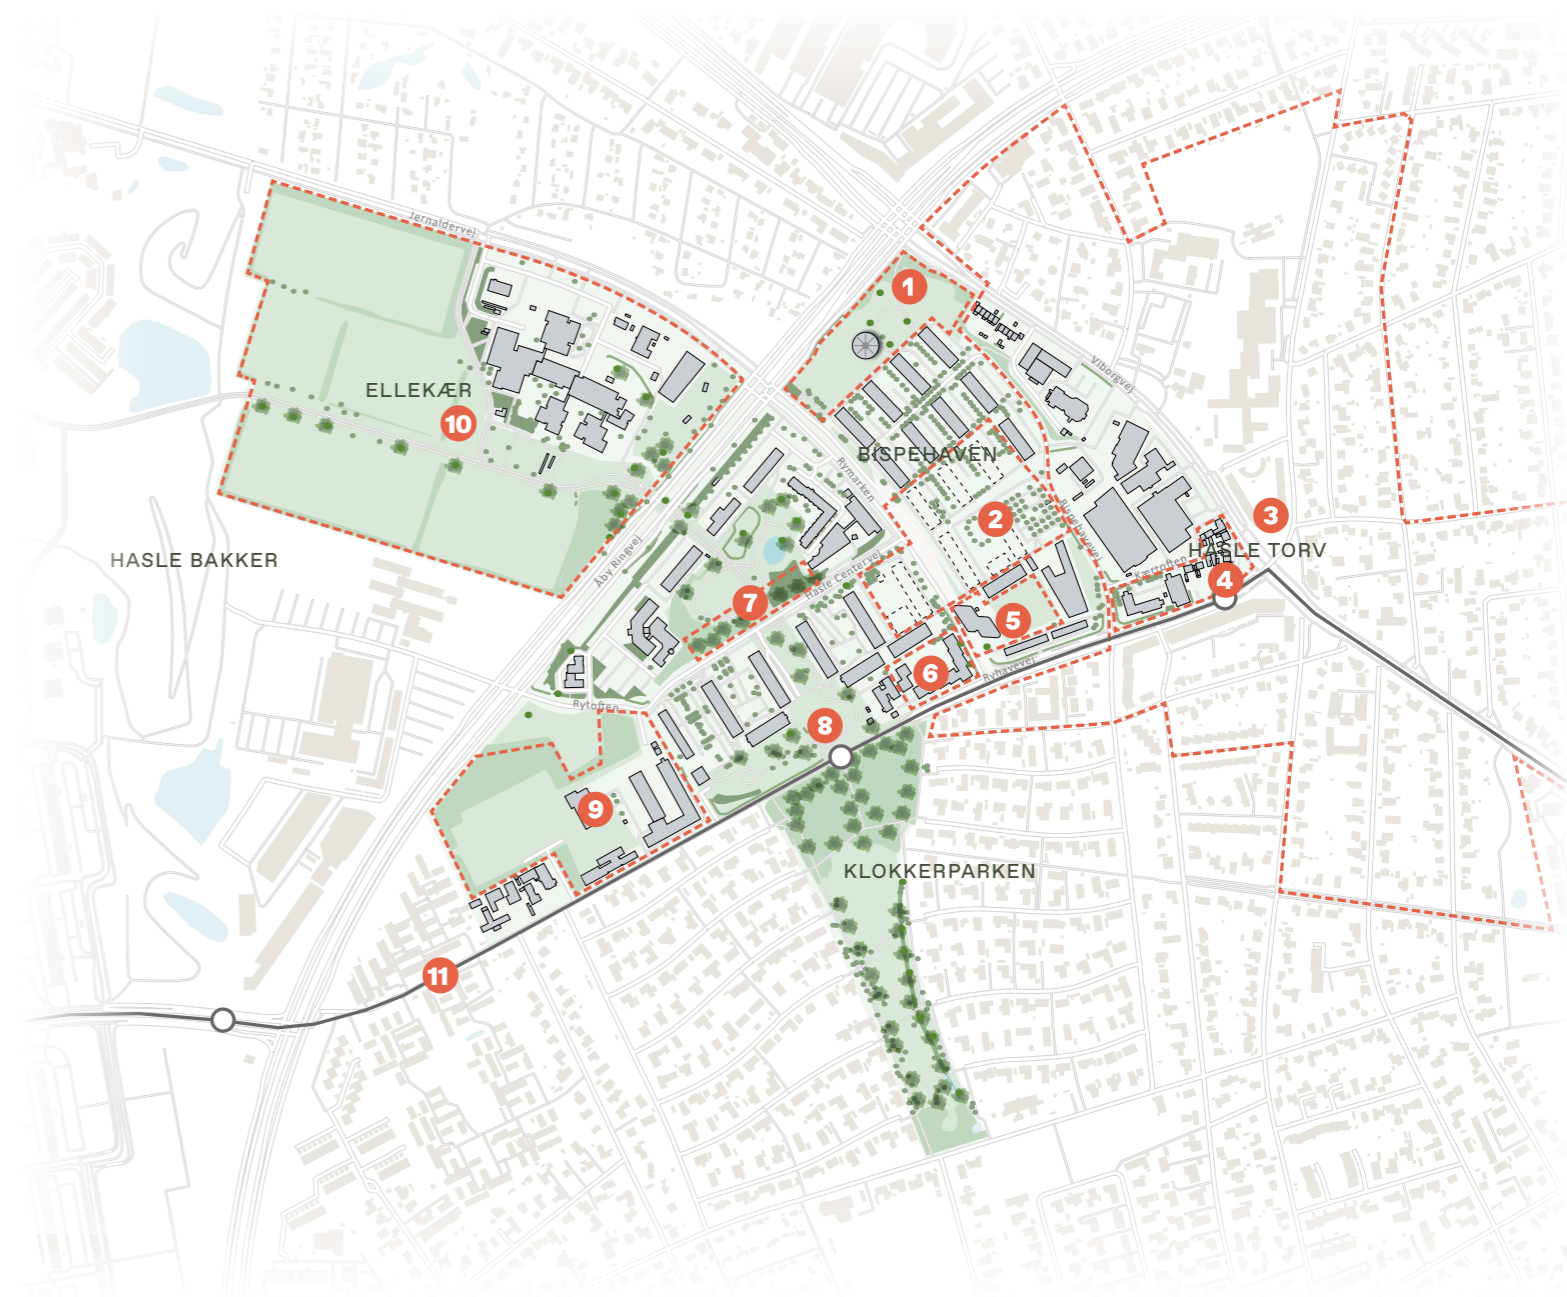 Jernaldervej
1
Viborgvej
ELLEKÆR
10
BISPEHAVEN
Rymarken
2
Bispehavevej
3
HASLE TORV
HASLE BAKKER
Åby Ringvej
Hasle Centervej
Kærtoften
4
7
5
6
Ryhavevej
Rytoften
8
9
KLOKKERPARKEN
11